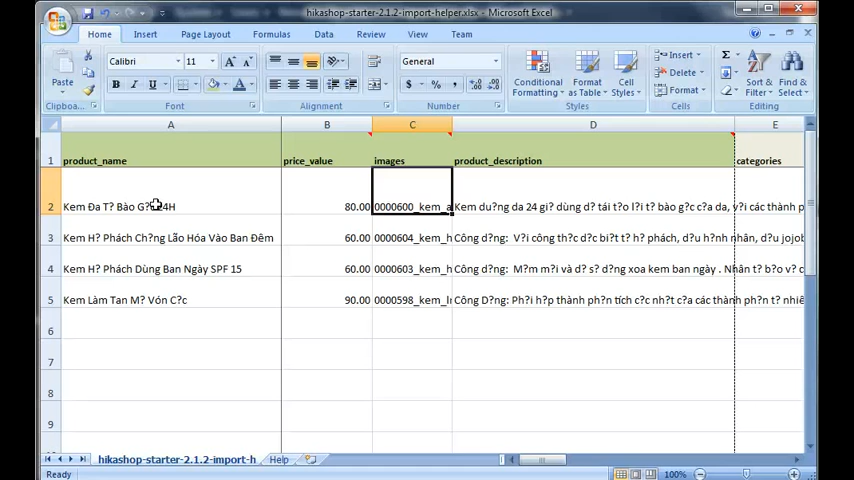 hikashop-starter-2.1.2-import-helper.xlsx - Microsoft Excel
Home Insert Page Layout Formulas Data Review View Team
Paste
Calibri 11
General
$ % ,
Conditional Formatting
Format as Table
Cell Styles
Insert
Delete
Format
Sort & Filter
Find & Select
Clipboa... Font Alignment Number Styles Cells Editing
A B C D E
1 product_name price_value images product_description categories
2 Kem Đa T? Bào G?c 24H 80.00 0000600_kem_ Kem du?ng da 24 gi? dùng d? tái t?o l?i t? bào g?c c?a da, v?i các thành p
3 Kem H? Phách Ch?ng Lão Hóa Vào Ban Đêm 60.00 0000604_kem_h Công d?ng: V?i công th?c d?c bi?t t? h? phách, d?u h?nh nhân, d?u jojob
4 Kem H? Phách Dùng Ban Ngày SPF 15 60.00 0000603_kem_h Công d?ng: M?m m?i và d? s? d?ng xoa kem ban ngày . Nhân t? b?o v? c
5 Kem Làm Tan M? Vón C?c 90.00 0000598_kem_l Công D?ng: Ph?i h?p thành ph?n tích c?c nh?t c?a các thành ph?n t? nhiê
6
7
8
9
hikashop-starter-2.1.2-import-h Help
Ready 100%